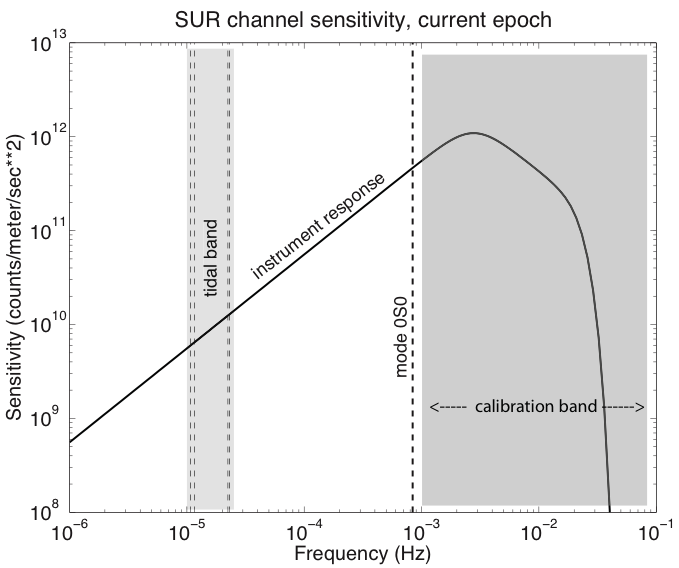 SUR channel sensitivity, current epoch
10^13
10^12
10^11
10^10
10^9
10^8
Sensitivity (counts/meter/sec**2)
tidal band
instrument response
mode 0S0
<----- calibration band ----->
10^-6
10^-5
10^-4
10^-3
10^-2
10^-1
Frequency (Hz)